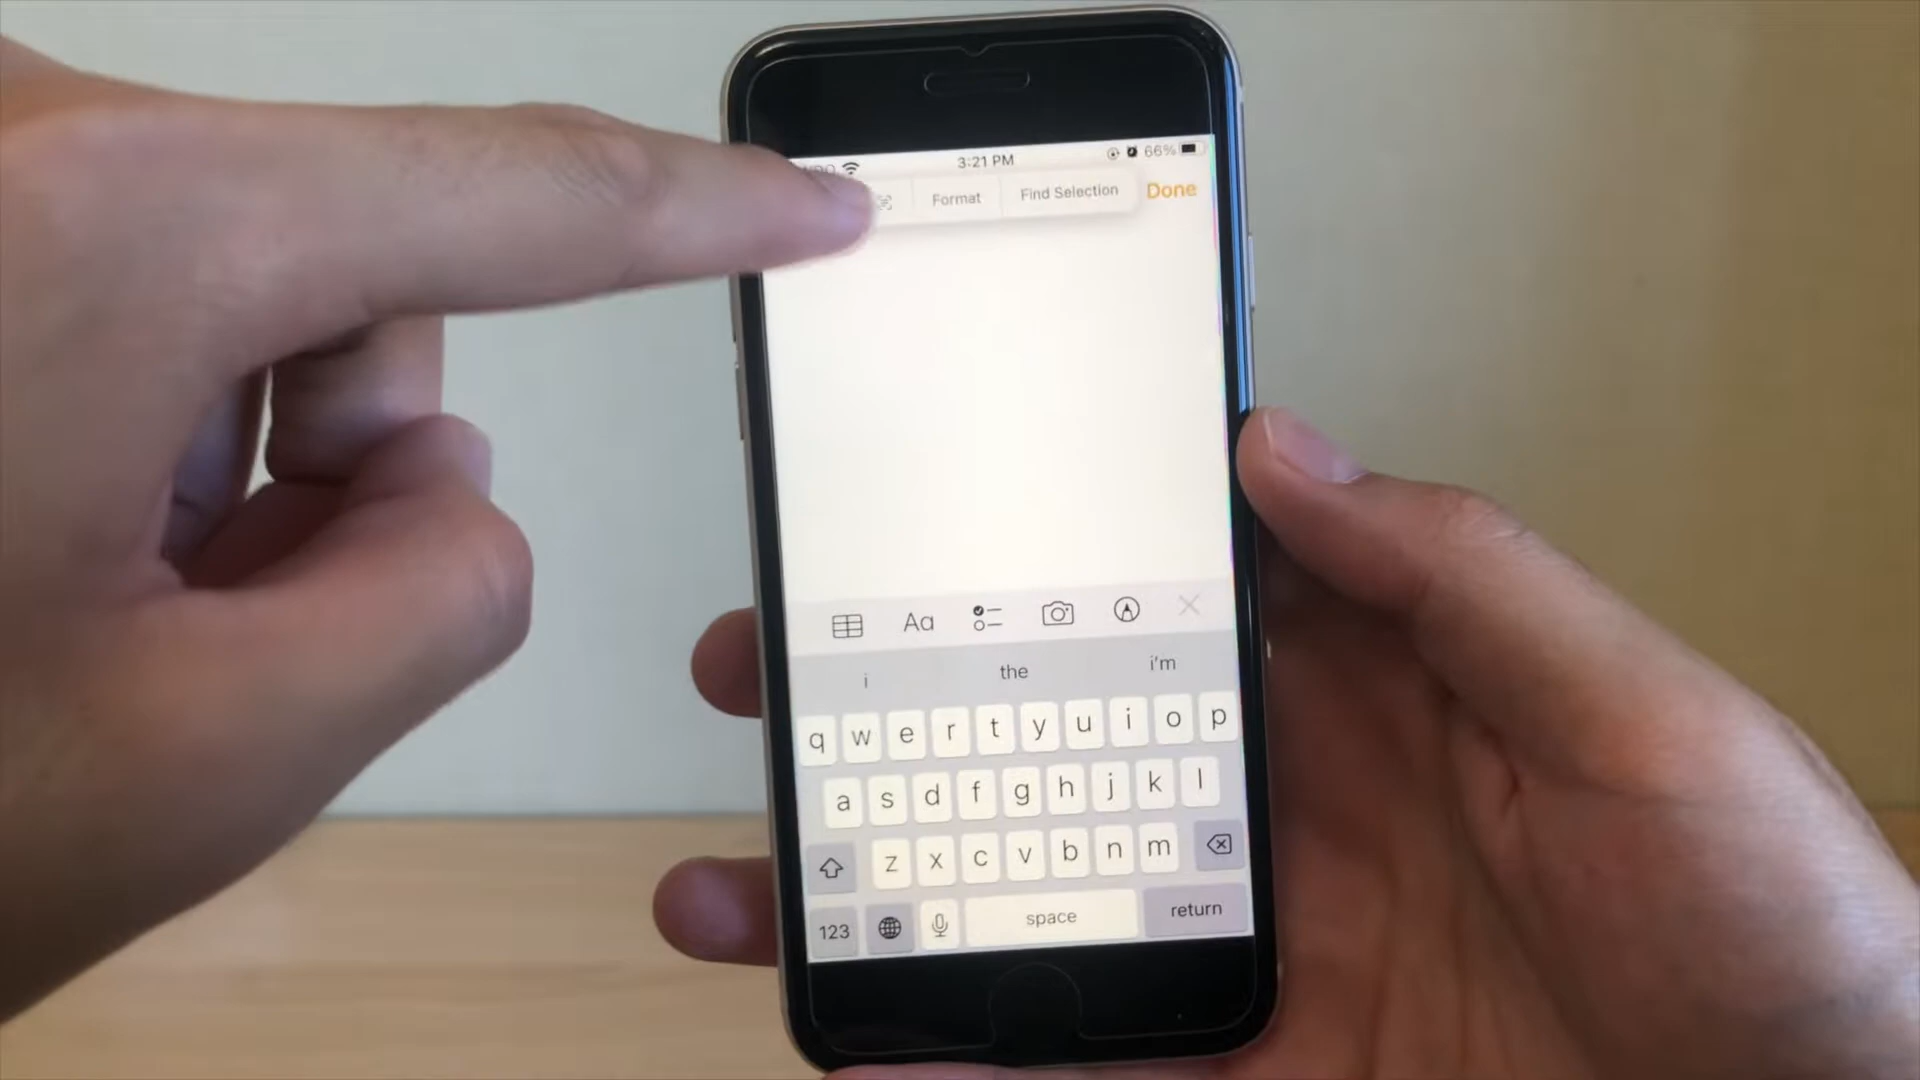 3:21 PM 66%
Format Find Selection Done
Aa
i the i'm
q w e r t y u i o p
a s d f g h j k l
z x c v b n m
123 space return